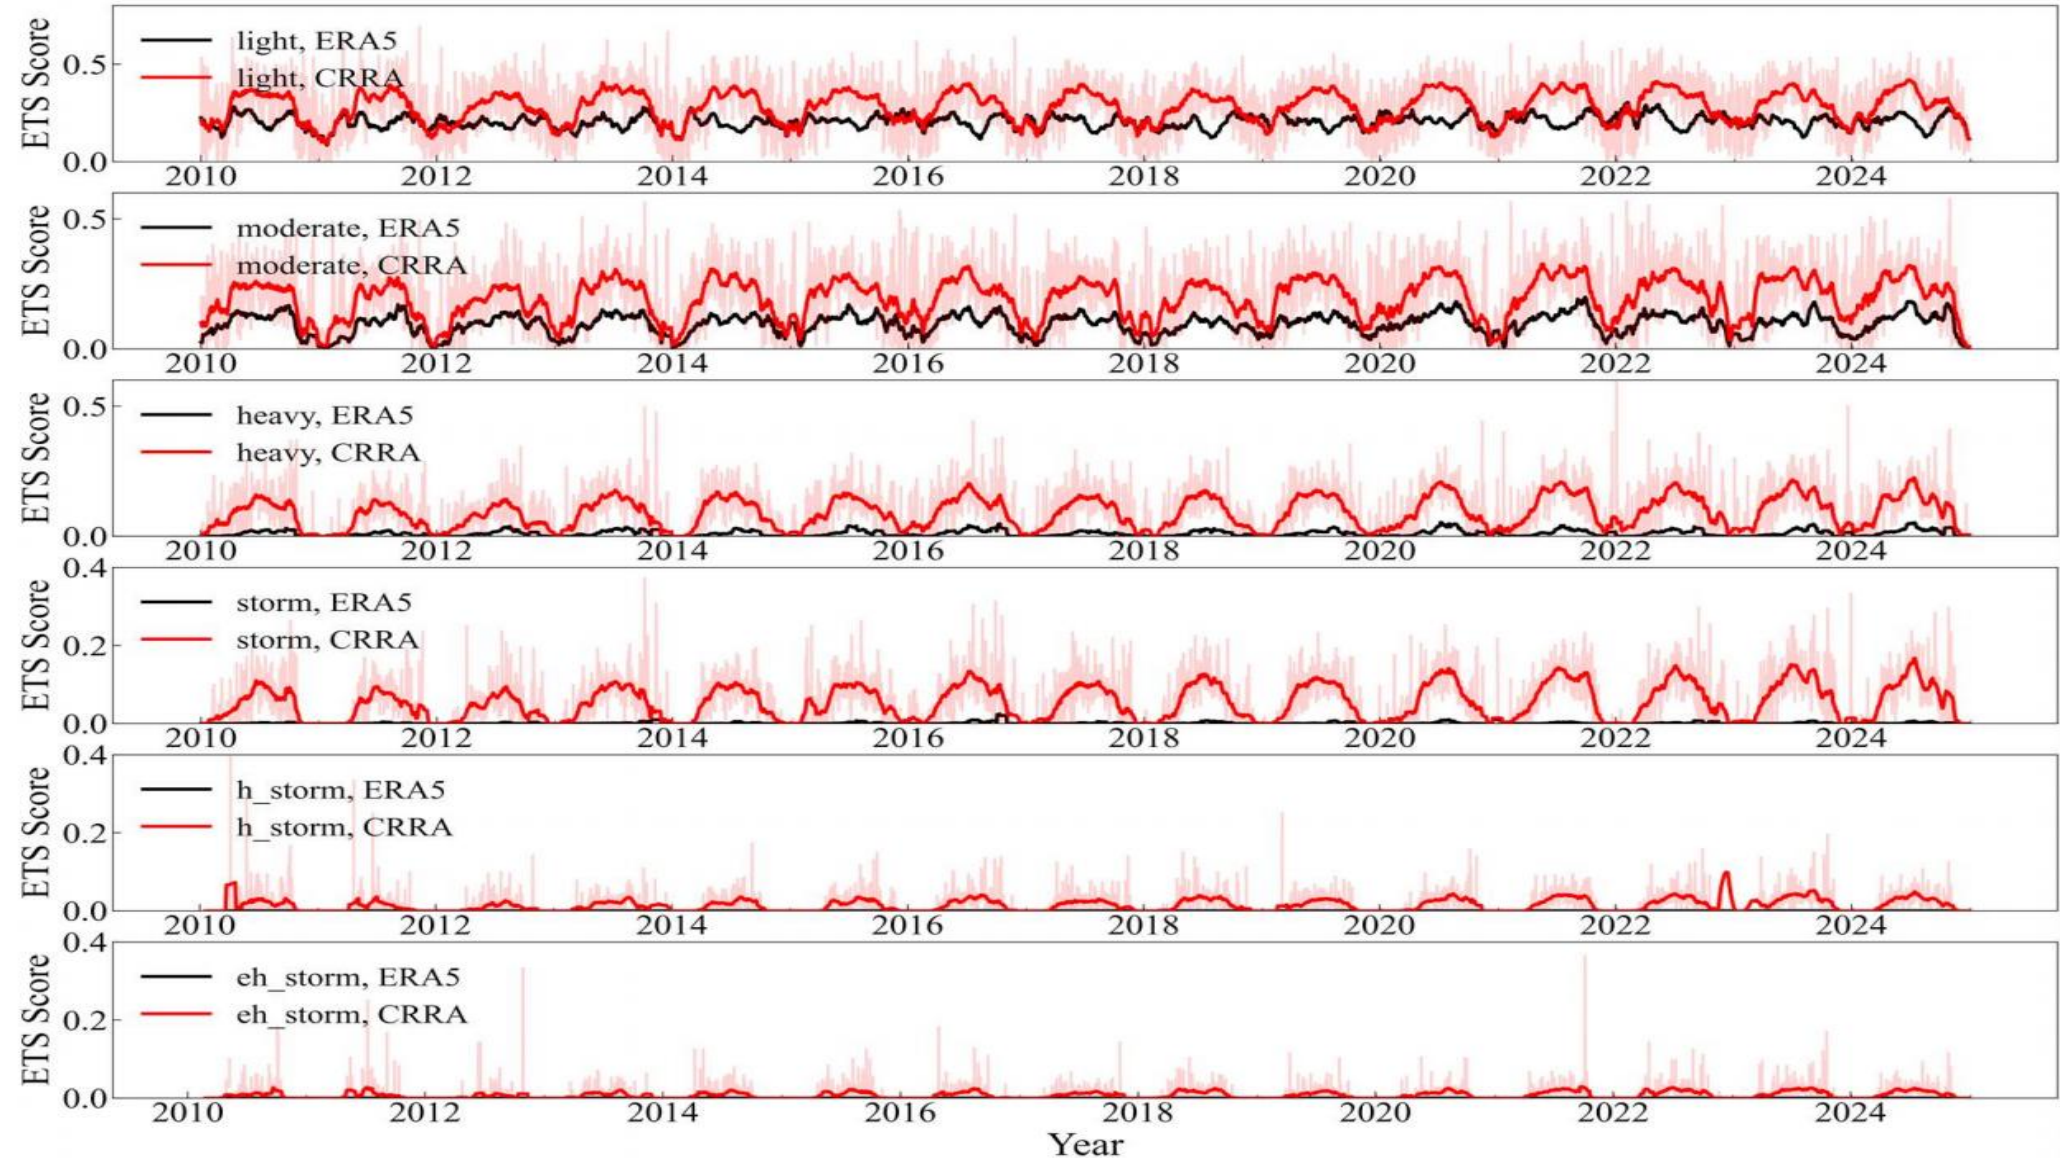 ETS Score
0.5
0.0
light, ERA5
light, CRRA
2010 2012 2014 2016 2018 2020 2022 2024
ETS Score
0.5
0.0
moderate, ERA5
moderate, CRRA
2010 2012 2014 2016 2018 2020 2022 2024
ETS Score
0.5
0.0
heavy, ERA5
heavy, CRRA
2010 2012 2014 2016 2018 2020 2022 2024
ETS Score
0.4
0.2
0.0
storm, ERA5
storm, CRRA
2010 2012 2014 2016 2018 2020 2022 2024
ETS Score
0.4
0.2
0.0
h_storm, ERA5
h_storm, CRRA
2010 2012 2014 2016 2018 2020 2022 2024
ETS Score
0.4
0.2
0.0
eh_storm, ERA5
eh_storm, CRRA
2010 2012 2014 2016 2018 2020 2022 2024
Year